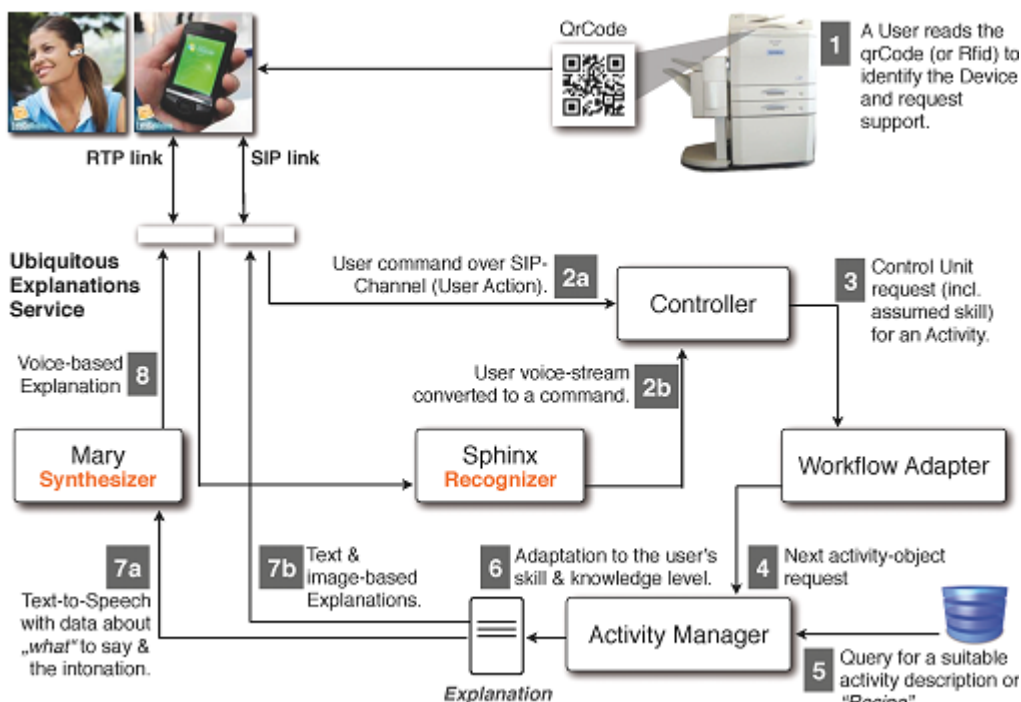 QrCode
1
A User reads the
qrCode (or Rfid) to
identify the Device
and request
support.
RTP link
SIP link
Ubiquitous
Explanations
Service
User command over SIP-
Channel (User Action).
2a
Controller
3
Control Unit
request (incl.
assumed skill)
for an Activity.
Voice-based
Explanation
8
User voice-stream
converted to a command.
2b
Mary
Synthesizer
Sphinx
Recognizer
Workflow Adapter
7a
Text-to-Speech
with data about
„what“ to say &
the intonation.
7b
Text &
image-based
Explanations.
6
Adaptation to the user's
skill & knowledge level.
4
Next activity-object
request
Activity Manager
Explanation
5
Query for a suitable
activity description or
"Recipe"